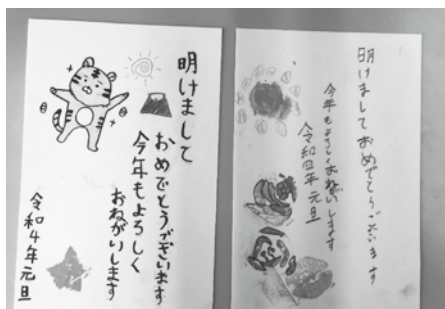 明けまして
おめでとうございます
今年もよろしく
おねがいします
令和4年元旦
明けましておめでとうございます
今年もよろしくおねがいします
令和四年元旦